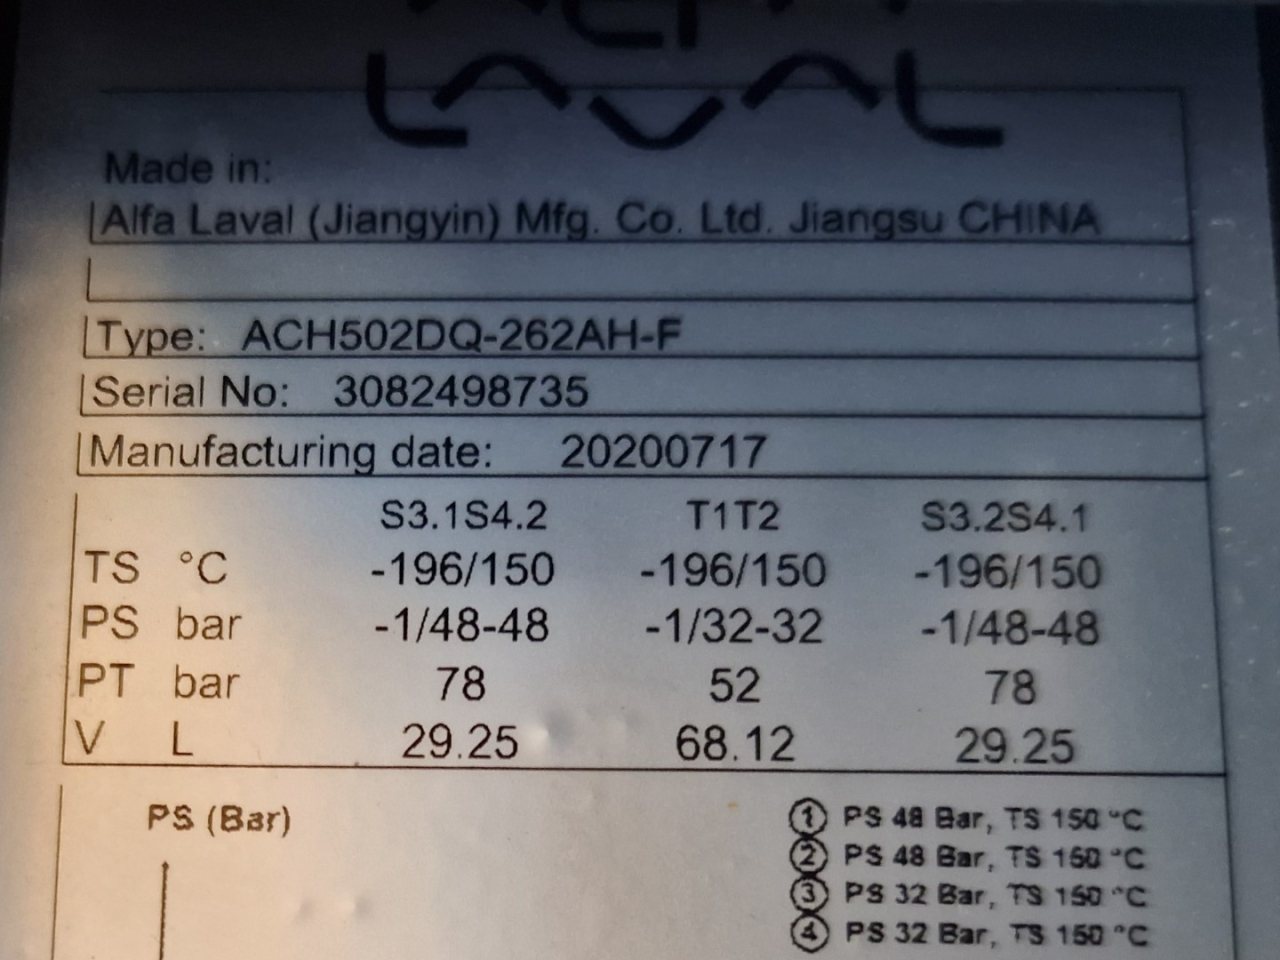 LAVAL
Made in:
Alfa Laval (Jiangyin) Mfg. Co. Ltd. Jiangsu CHINA
Type: ACH502DQ-262AH-F
Serial No: 3082498735
Manufacturing date: 20200717
S3.1S4.2 T1T2 S3.2S4.1
TS °C -196/150 -196/150 -196/150
PS bar -1/48-48 -1/32-32 -1/48-48
PT bar 78 52 78
V L 29.25 68.12 29.25
PS (Bar)
① PS 48 Bar, TS 150 °C
② PS 48 Bar, TS 150 °C
③ PS 32 Bar, TS 150 °C
④ PS 32 Bar, TS 150 °C